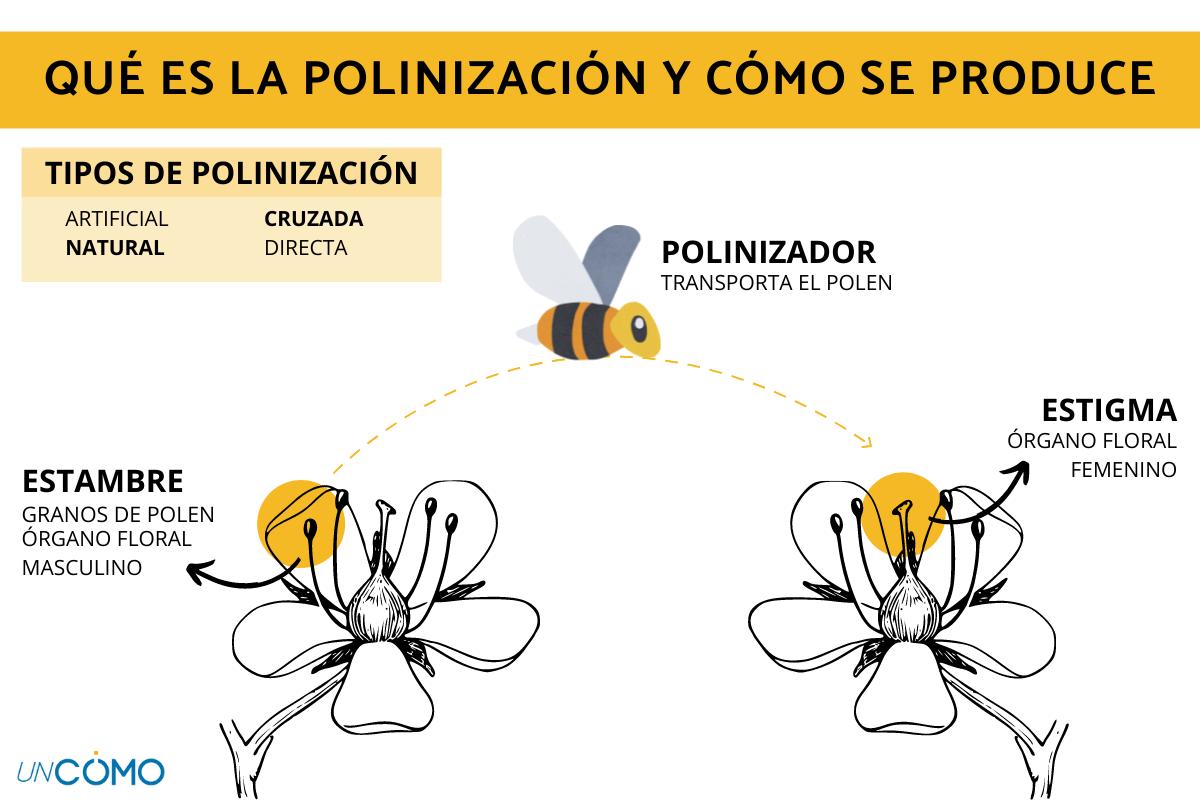 QUÉ ES LA POLINIZACIÓN Y CÓMO SE PRODUCE
TIPOS DE POLINIZACIÓN
ARTIFICIAL CRUZADA
NATURAL DIRECTA
POLINIZADOR
TRANSPORTA EL POLEN
ESTIGMA
ÓRGANO FLORAL
FEMENINO
ESTAMBRE
GRANOS DE POLEN
ÓRGANO FLORAL
MASCULINO
UNCOMO